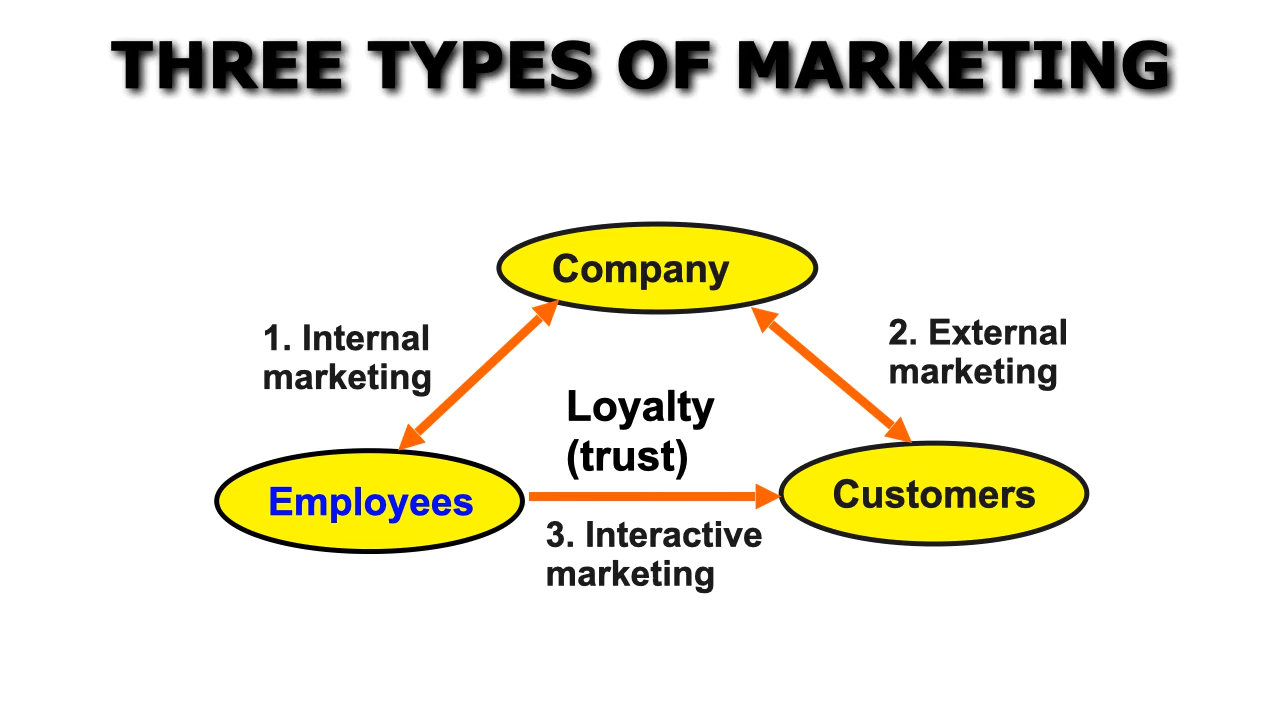 THREE TYPES OF MARKETING
Company
1. Internal
marketing
2. External
marketing
Loyalty
(trust)
Employees
Customers
3. Interactive
marketing